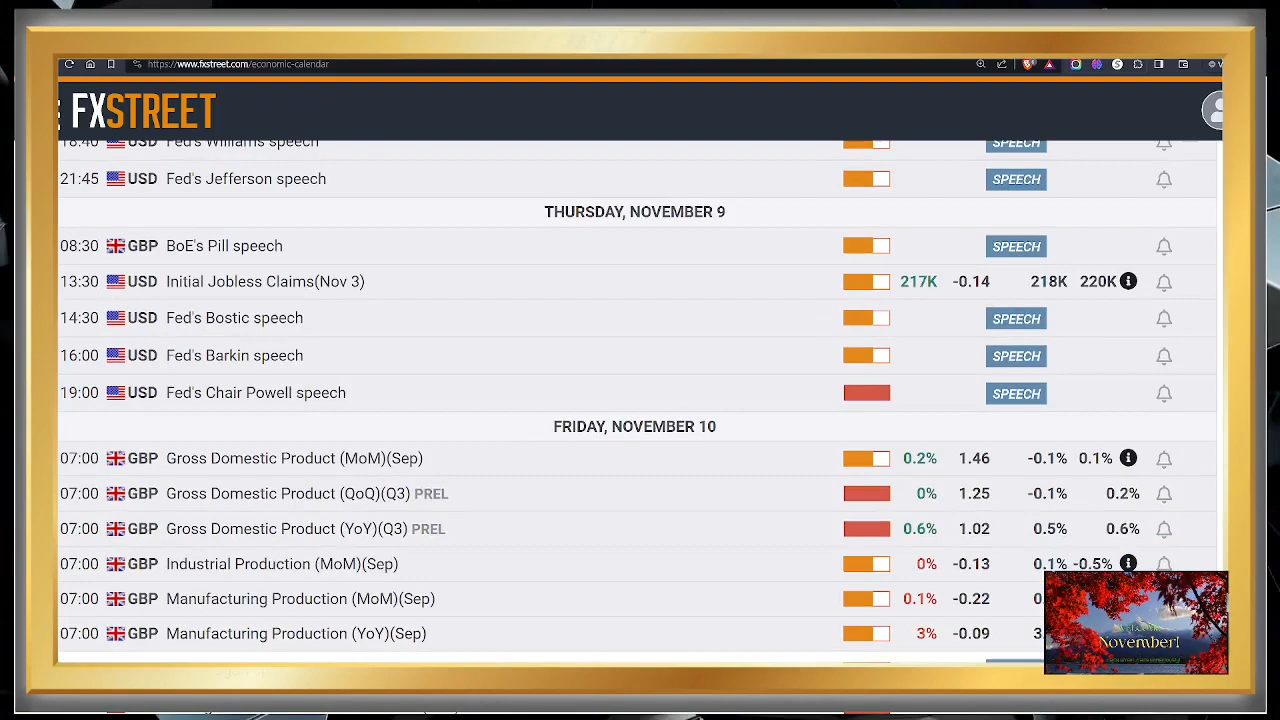 https://www.fxstreet.com/economic-calendar
FXSTREET
18:40 USD Fed's Williams speech SPEECH
21:45 USD Fed's Jefferson speech SPEECH
THURSDAY, NOVEMBER 9
08:30 GBP BoE's Pill speech SPEECH
13:30 USD Initial Jobless Claims(Nov 3) 217K -0.14 218K 220K
14:30 USD Fed's Bostic speech SPEECH
16:00 USD Fed's Barkin speech SPEECH
19:00 USD Fed's Chair Powell speech SPEECH
FRIDAY, NOVEMBER 10
07:00 GBP Gross Domestic Product (MoM)(Sep) 0.2% 1.46 -0.1% 0.1%
07:00 GBP Gross Domestic Product (QoQ)(Q3) PREL 0% 1.25 -0.1% 0.2%
07:00 GBP Gross Domestic Product (YoY)(Q3) PREL 0.6% 1.02 0.5% 0.6%
07:00 GBP Industrial Production (MoM)(Sep) 0% -0.13 0.1% -0.5%
07:00 GBP Manufacturing Production (MoM)(Sep) 0.1% -0.22
07:00 GBP Manufacturing Production (YoY)(Sep) 3% -0.09
Welcome
November!